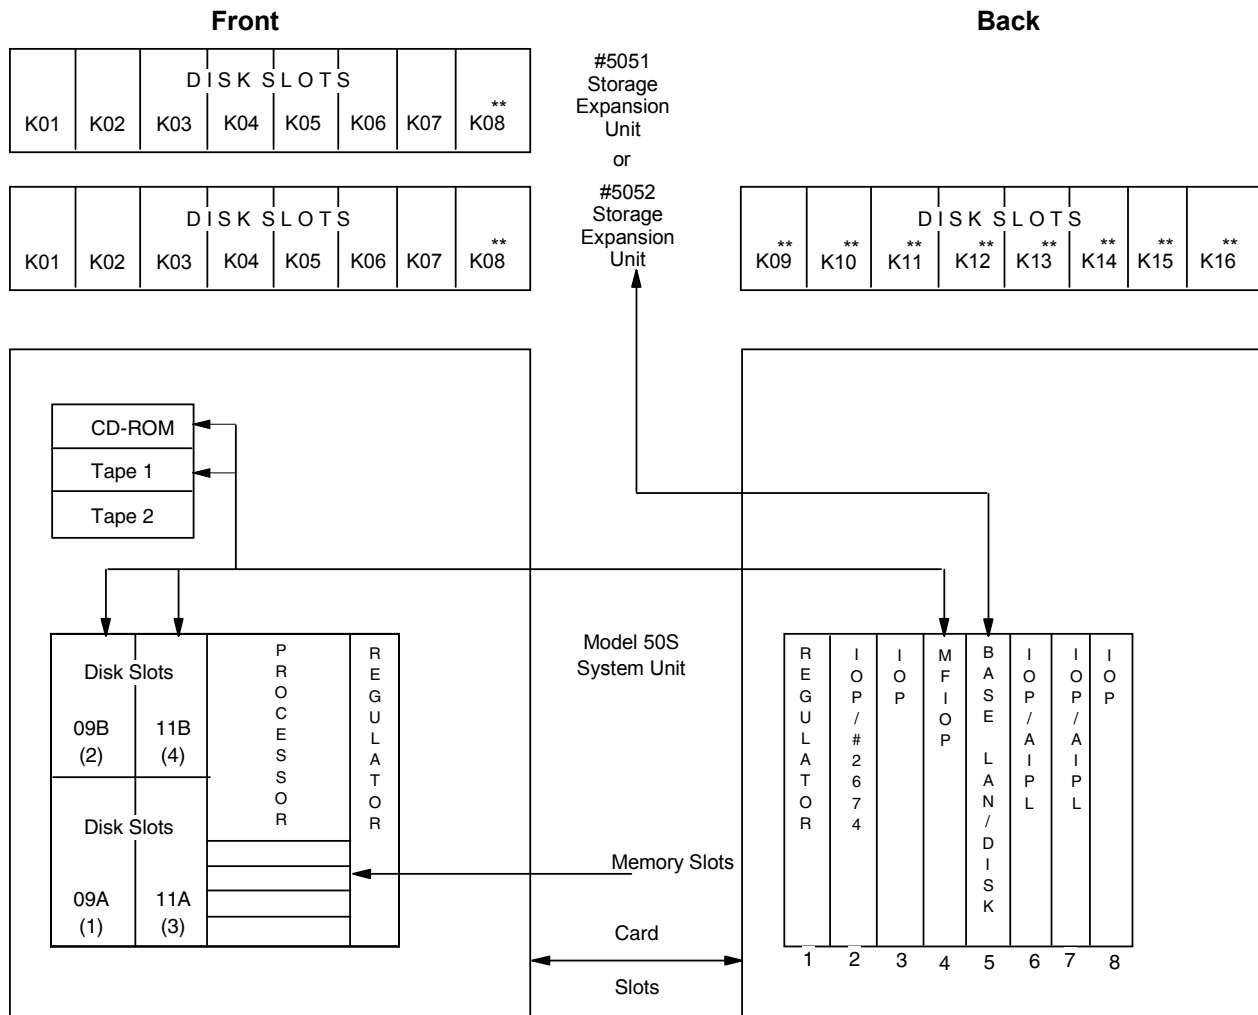 Front
Back
DISK SLOTS
**
K01 K02 K03 K04 K05 K06 K07 K08
#5051
Storage
Expansion
Unit
or
#5052
Storage
Expansion
Unit
DISK SLOTS
**
K01 K02 K03 K04 K05 K06 K07 K08
DISK SLOTS
** ** ** ** ** ** ** **
K09 K10 K11 K12 K13 K14 K15 K16
CD-ROM
Tape 1
Tape 2
Disk Slots
09B 11B
(2) (4)
Disk Slots
09A 11A
(1) (3)
PROCESSOR
REGULATOR
Model 50S
System Unit
Memory Slots
Card
Slots
REGULATOR
IOP/#2674
IOP
MFIOP
BASE LAN/DISK
IOP/AIPL
IOP/AIPL
IOP
1 2 3 4 5 6 7 8